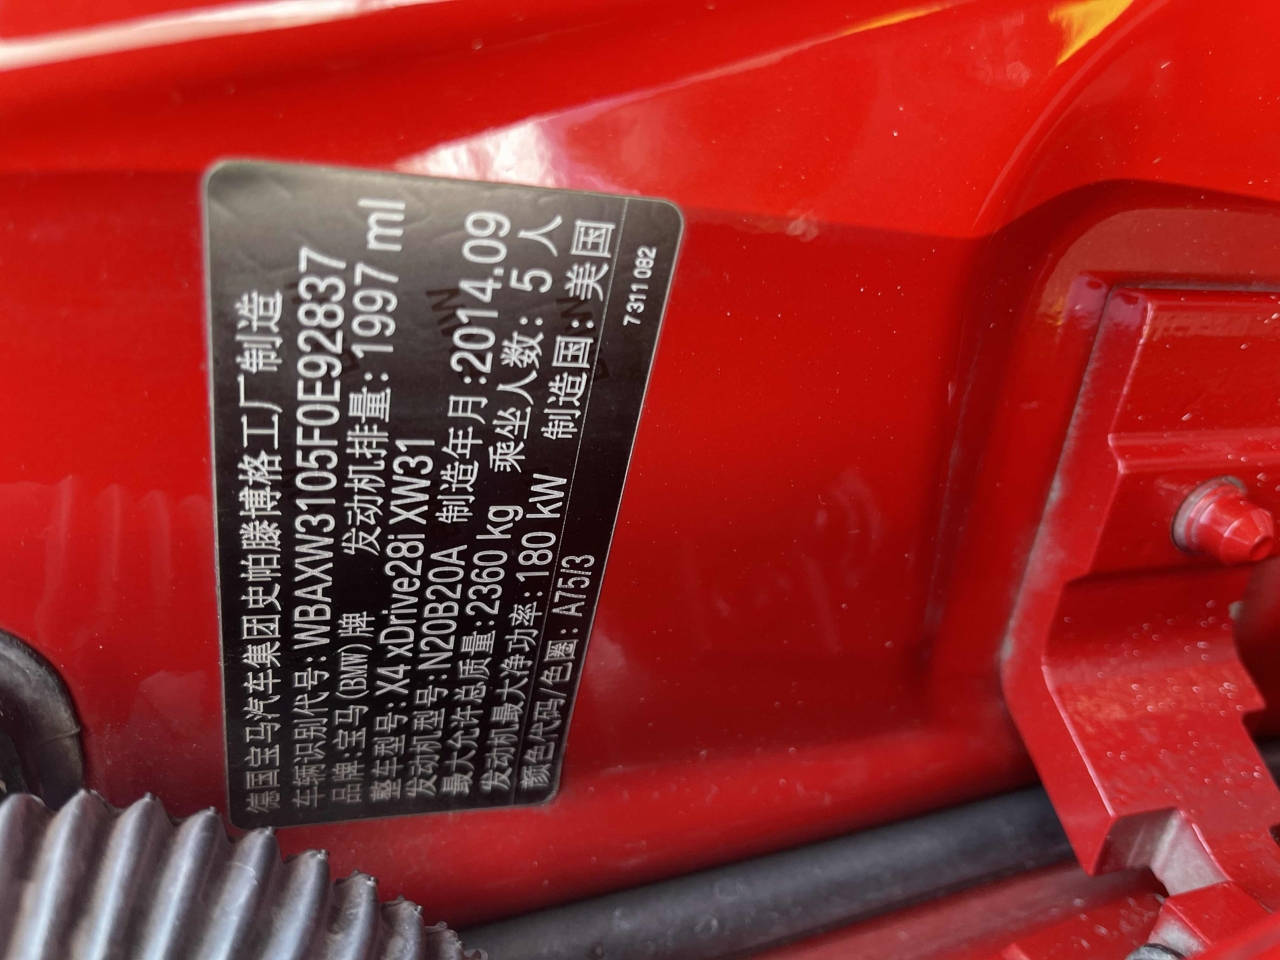 德国宝马汽车集团史帕滕博格工厂制造
车辆识别代号:WBAXW3105F0E92837
品牌:宝马(BMW)牌 发动机排量:1997 ml
整车型号:X4 xDrive28i XW31
发动机型号:N20B20A 制造年月:2014.09
最大允许总质量:2360 kg 乘坐人数: 5 人
发动机最大净功率:180 kW 制造国:美国
颜色/代码/色圈: A75I3 7 311 082